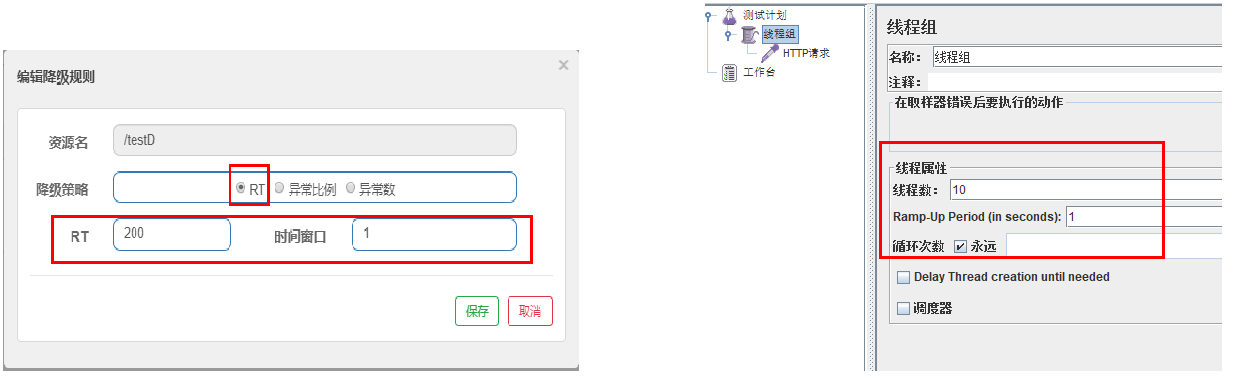 编辑降级规则
×
资源名 /testD
降级策略 RT 异常比例 异常数
RT 200 时间窗口 1
保存 取消
测试计划
线程组
HTTP请求
工作台
线程组
名称： 线程组
注释：
在取样器错误后要执行的动作
线程属性
线程数： 10
Ramp-Up Period (in seconds): 1
循环次数 永远
Delay Thread creation until needed
调度器